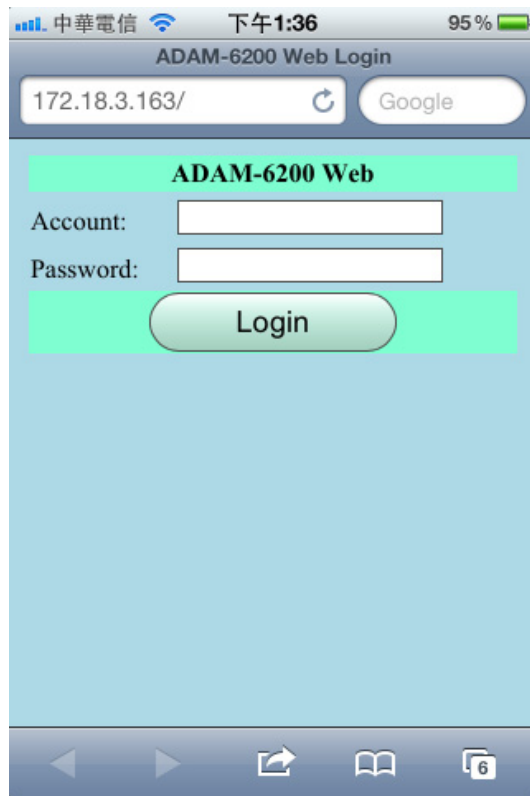 中華電信 下午1:36 95%
ADAM-6200 Web Login
172.18.3.163/ Google
ADAM-6200 Web
Account:
Password:
Login
6